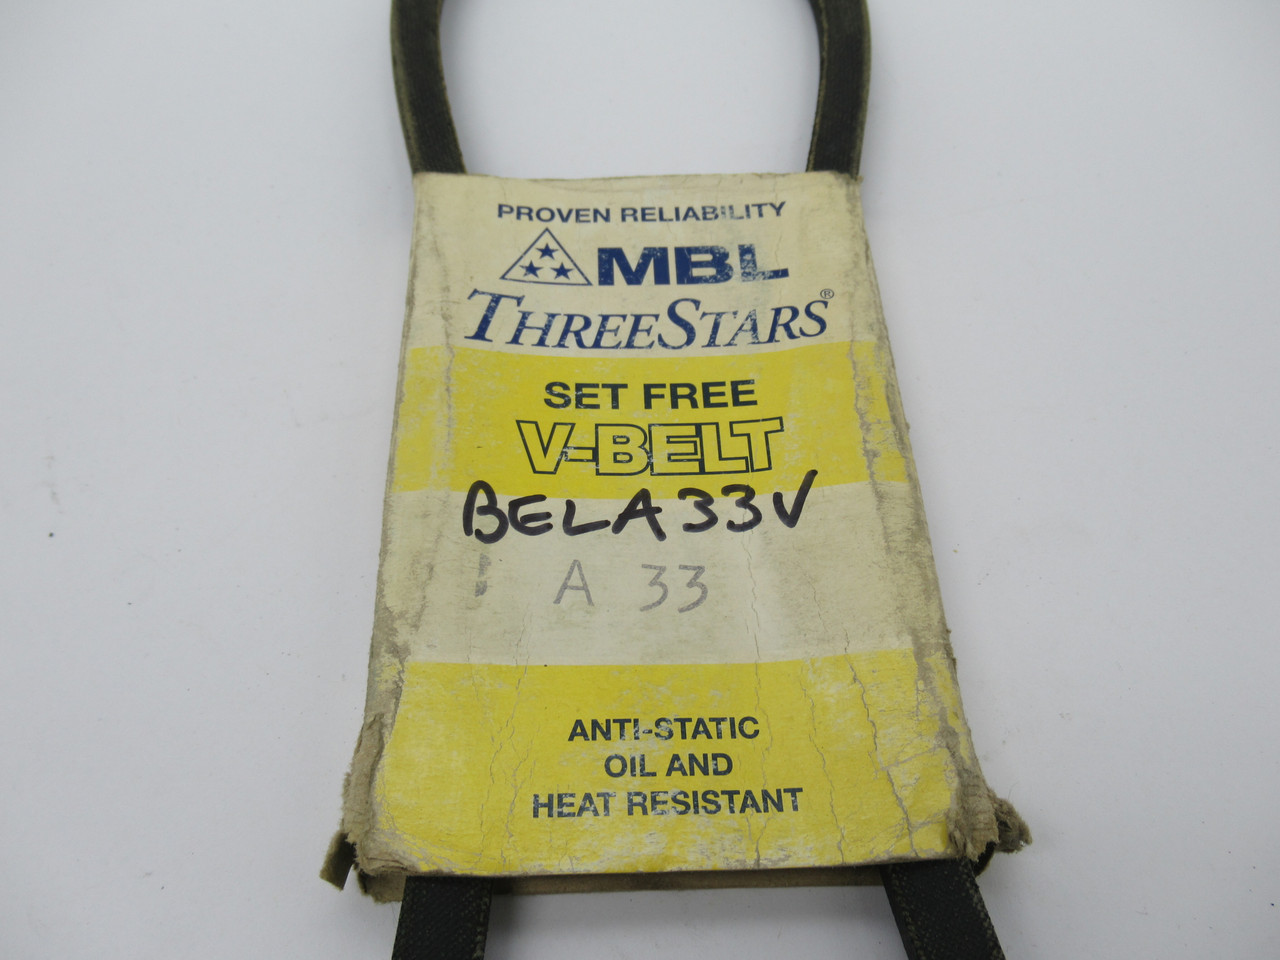 PROVEN RELIABILITY
MBL
THREESTARS®
SET FREE
V-BELT
BELA33V
A 33
ANTI-STATIC
OIL AND
HEAT RESISTANT